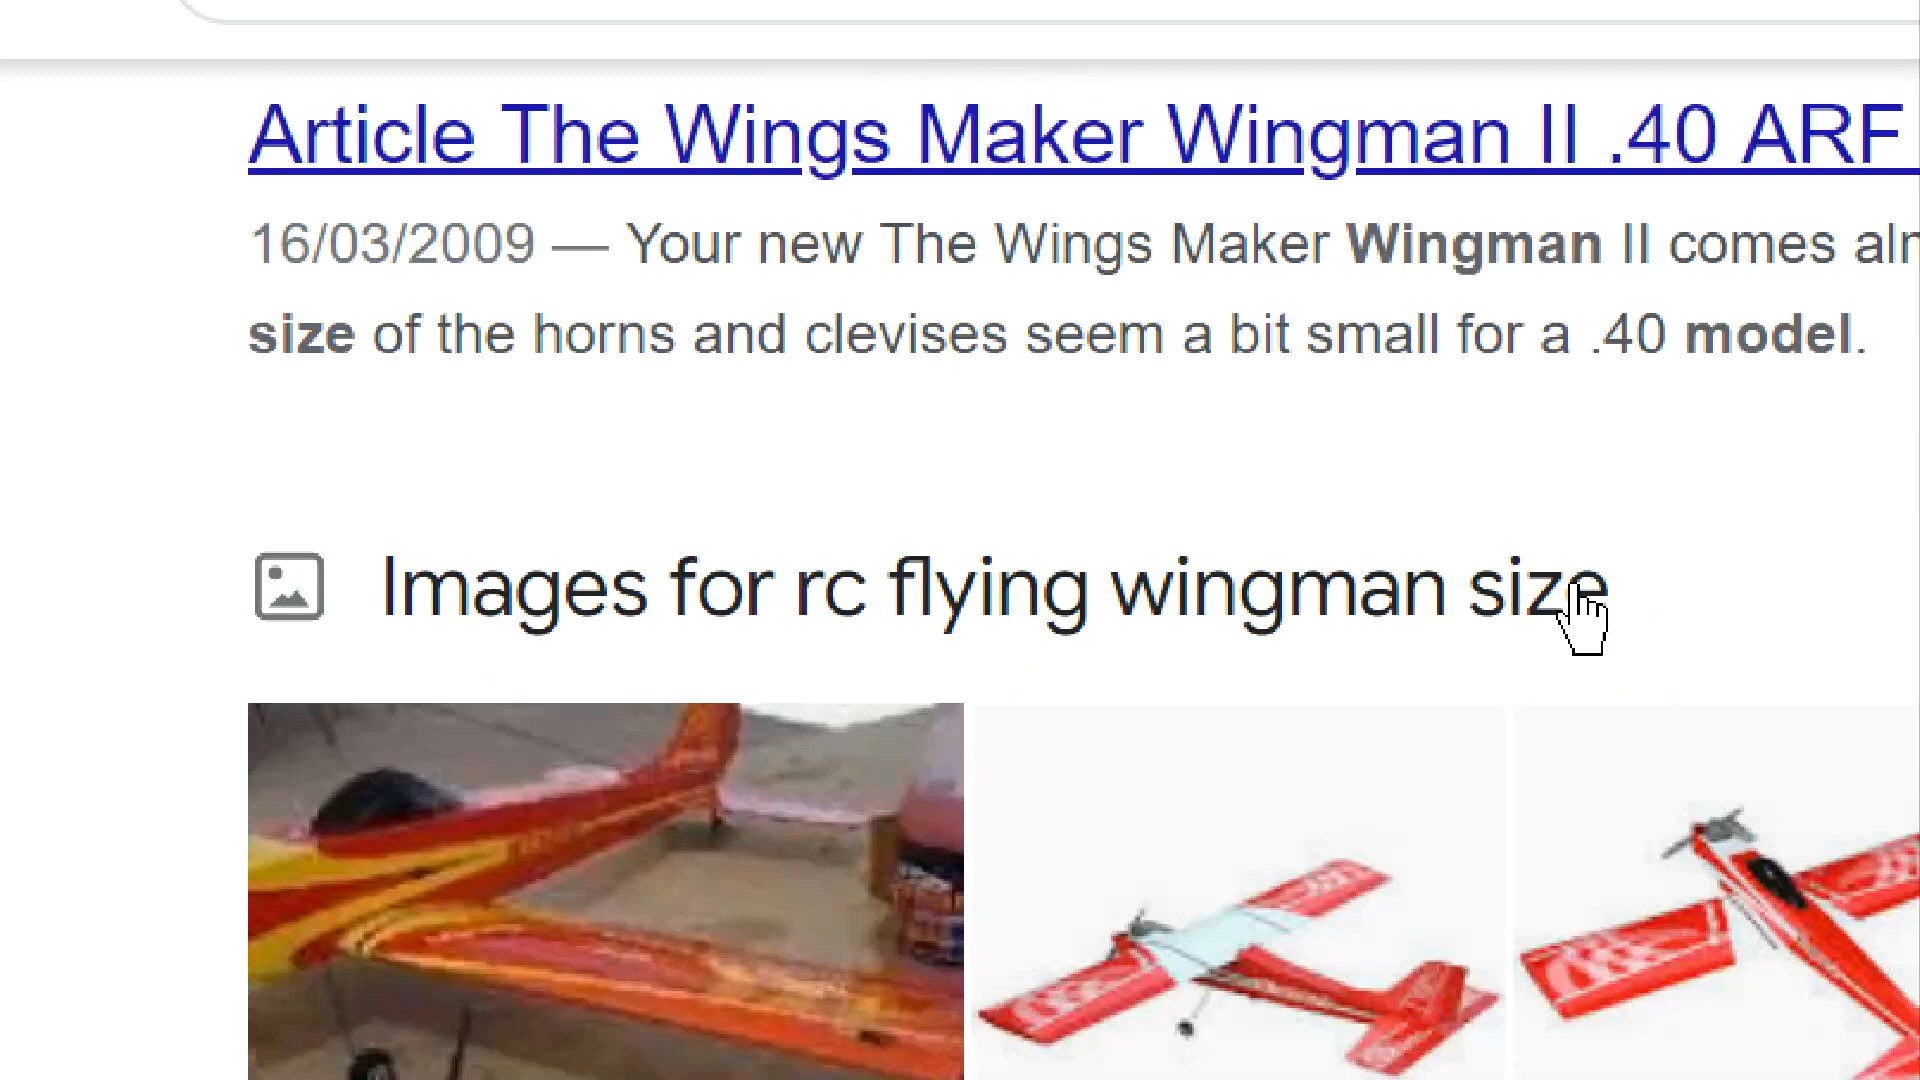 Article The Wings Maker Wingman II .40 ARF
16/03/2009 — Your new The Wings Maker Wingman II comes
size of the horns and clevises seem a bit small for a .40 model.
Images for rc flying wingman size